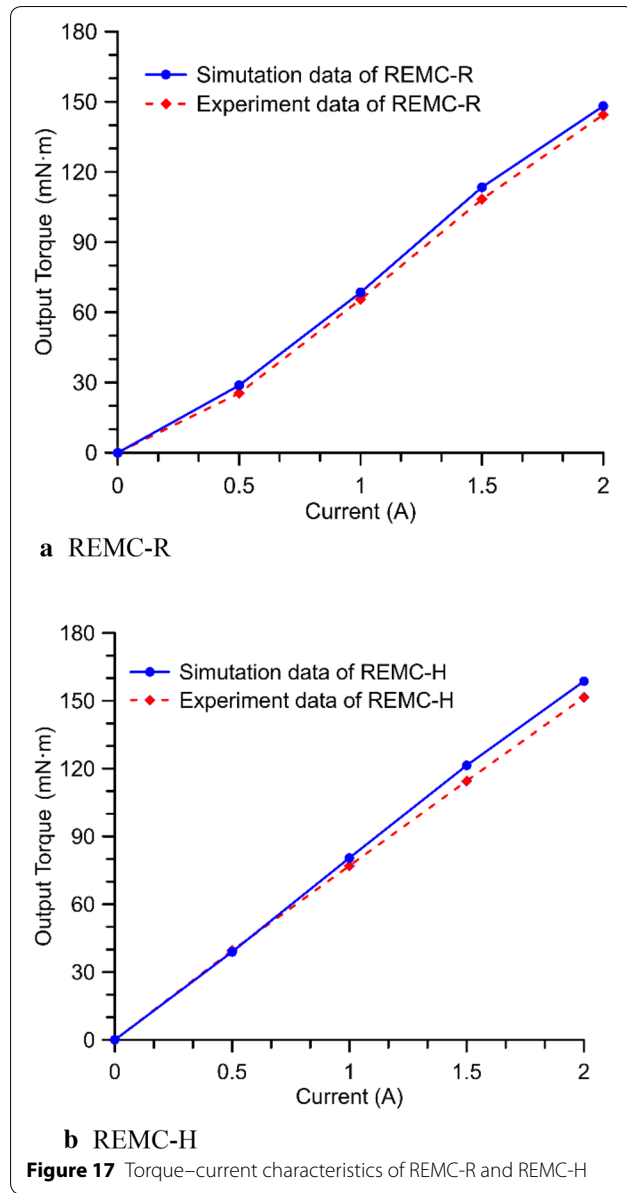 180
Simutation data of REMC-R
Experiment data of REMC-R
150
120
90
60
30
0
Output Torque (mN·m)
0 0.5 1 1.5 2
Current (A)
a REMC-R
180
Simutation data of REMC-H
Experiment data of REMC-H
150
120
90
60
30
0
Output Torque (mN·m)
0 0.5 1 1.5 2
Current (A)
b REMC-H
Figure 17 Torque–current characteristics of REMC-R and REMC-H